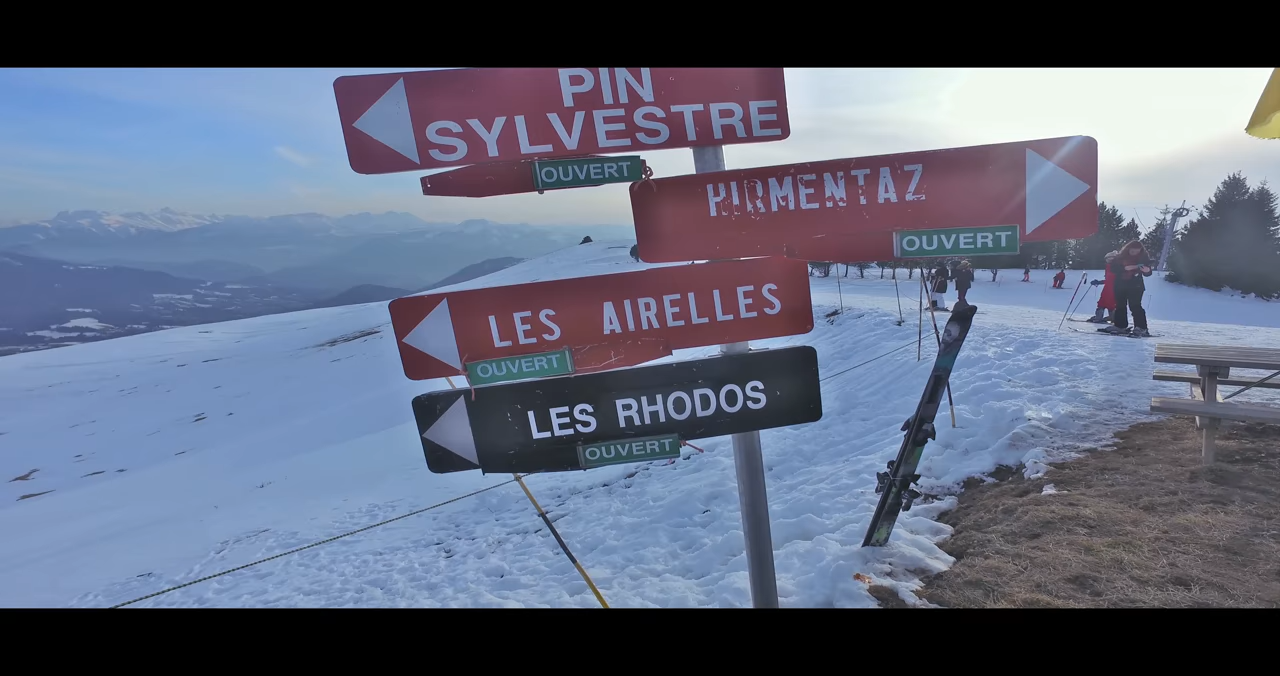 PIN
SYLVESTRE
OUVERT
HIRMENTAZ
OUVERT
LES AIRELLES
OUVERT
LES RHODOS
OUVERT